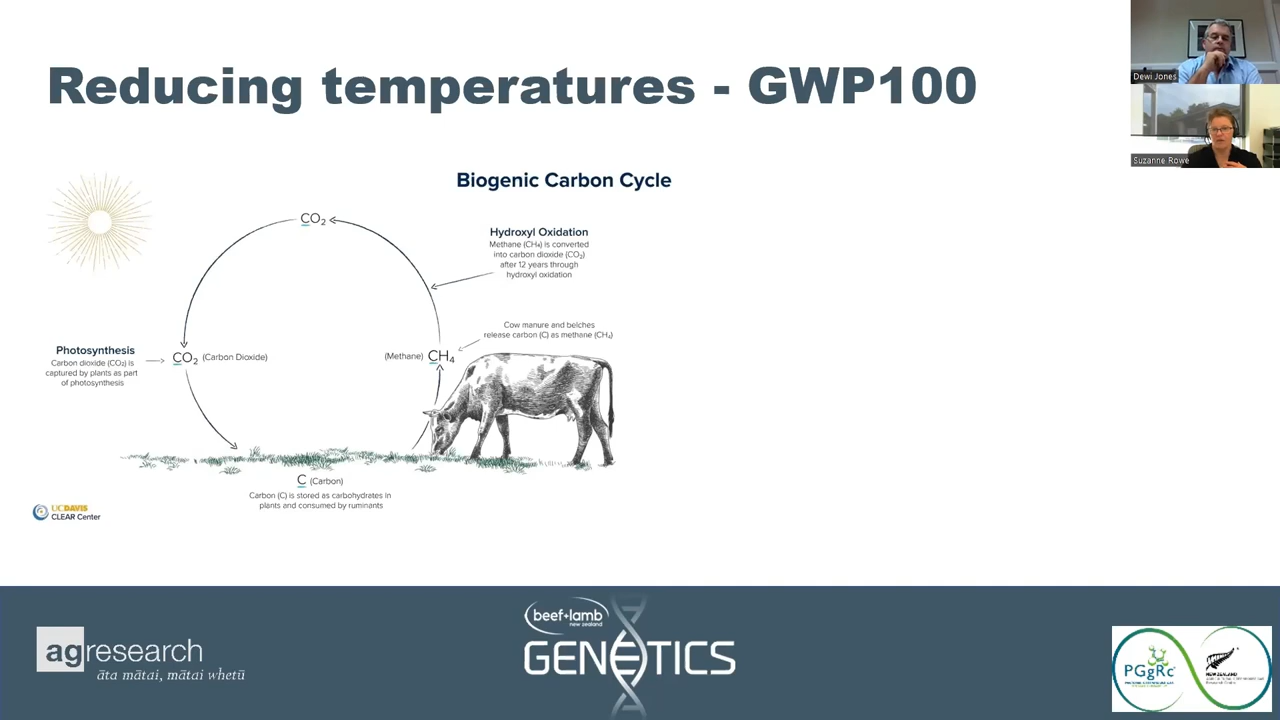 Reducing temperatures - GWP100
Dewi Jones
Suzanne Rowe
Biogenic Carbon Cycle
CO₂
Hydroxyl Oxidation
Methane (CH₄) is converted
into carbon dioxide (CO₂)
after 12 years through
hydroxyl oxidation
Cow manure and belches
release carbon (C) as methane (CH₄)
Photosynthesis
Carbon dioxide (CO₂) is
captured by plants as part
of photosynthesis
CO₂ (Carbon Dioxide)
(Methane) CH₄
C (Carbon)
Carbon (C) is stored as carbohydrates in
plants and consumed by ruminants
UCDAVIS
CLEAR Center
agresearch
āta mātai, mātai whetū
beef+lamb
new zealand
GENETICS
PGgRc
NEW ZEALAND